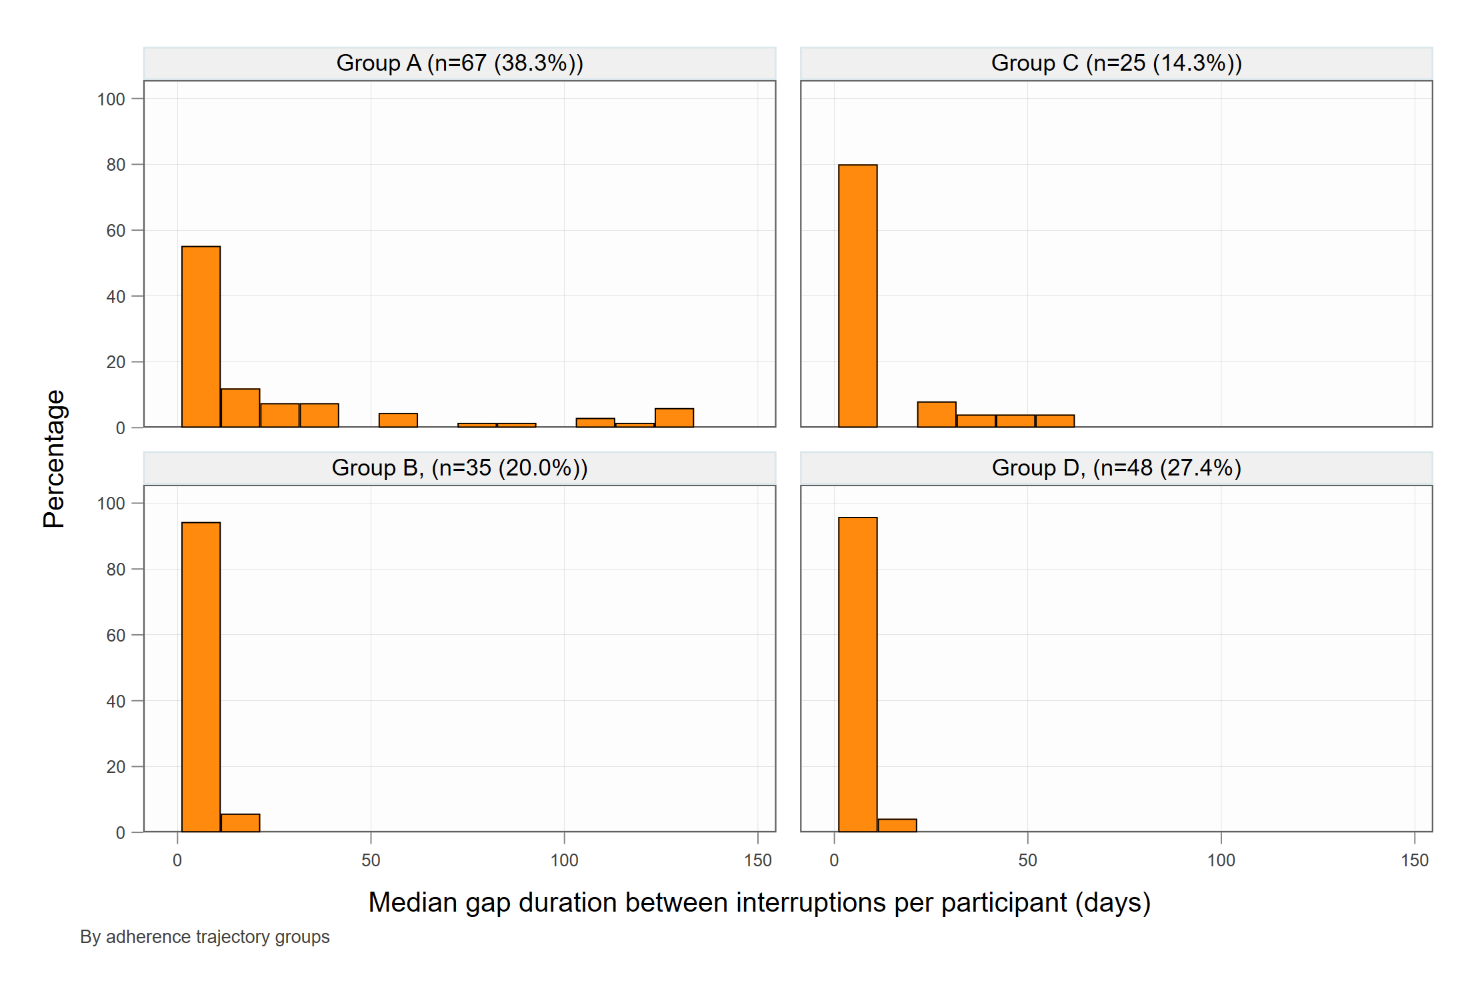 Group A (n=67 (38.3%))
Group C (n=25 (14.3%))
100
80
60
40
20
0
Group B, (n=35 (20.0%))
Group D, (n=48 (27.4%)
100
80
60
40
20
0
0 50 100 150
0 50 100 150
Percentage
Median gap duration between interruptions per participant (days)
By adherence trajectory groups